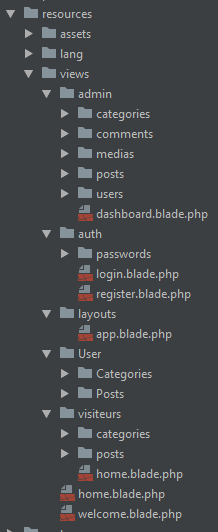 resources
assets
lang
views
admin
categories
comments
medias
posts
users
dashboard.blade.php
auth
passwords
login.blade.php
register.blade.php
layouts
app.blade.php
User
Categories
Posts
visiteurs
categories
posts
home.blade.php
home.blade.php
welcome.blade.php